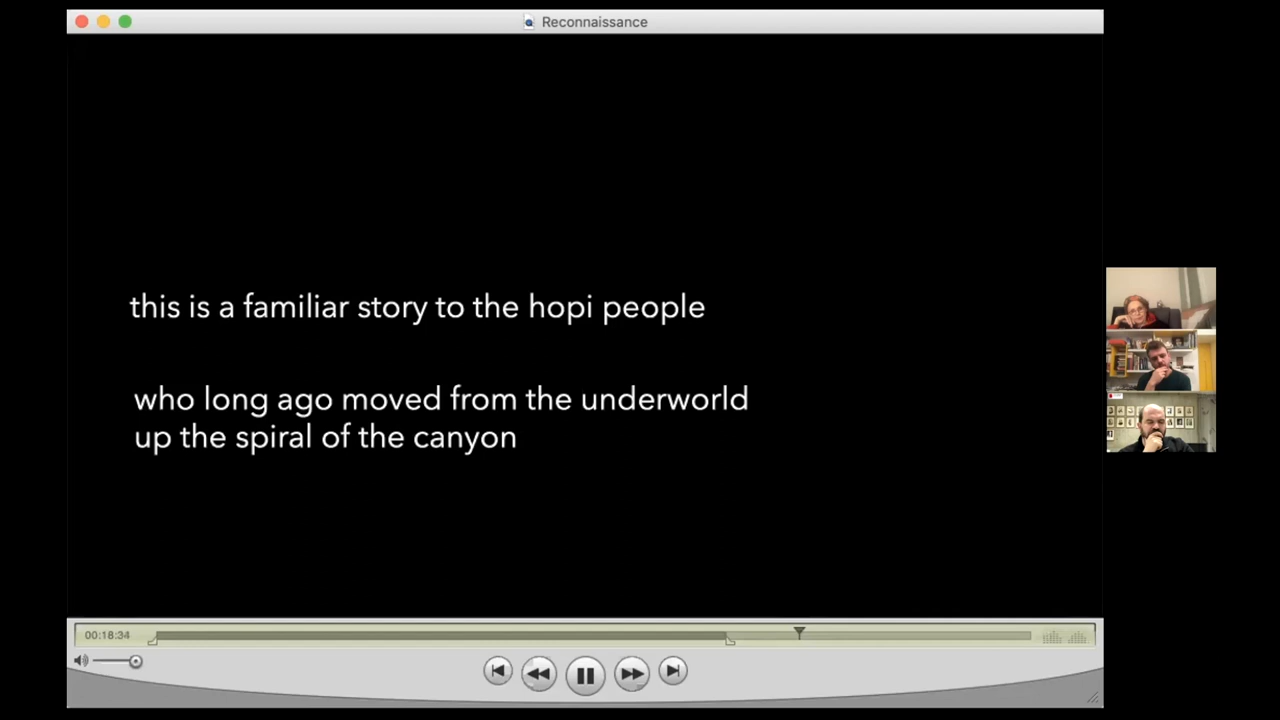 Reconnaissance
this is a familiar story to the hopi people
who long ago moved from the underworld
up the spiral of the canyon
00:18:34